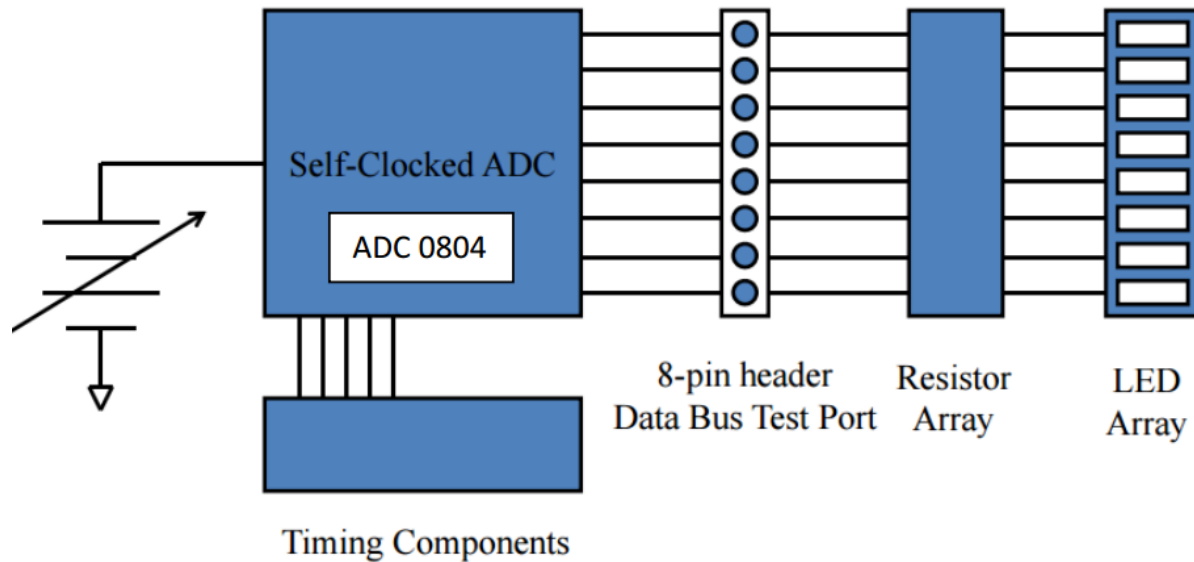 Self-Clocked ADC
ADC 0804
8-pin header
Data Bus Test Port
Resistor
Array
LED
Array
Timing Components